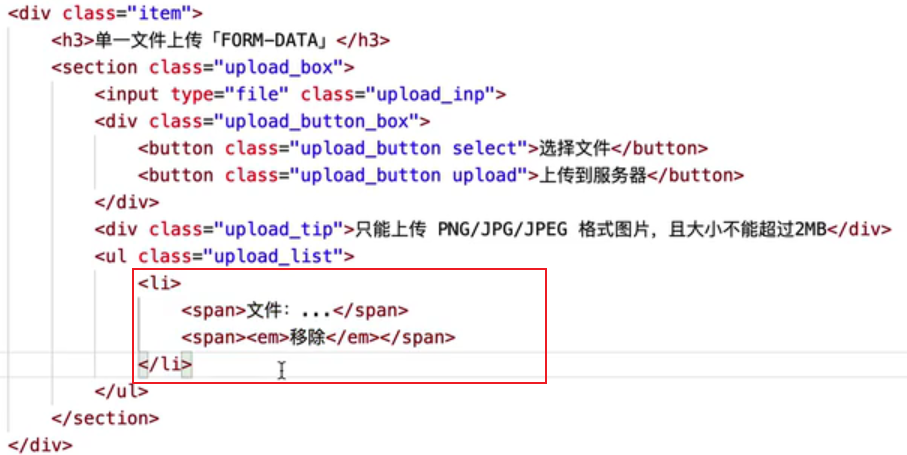 <div class="item">
<h3>单一文件上传「FORM-DATA」</h3>
<section class="upload_box">
<input type="file" class="upload_inp">
<div class="upload_button_box">
<button class="upload_button select">选择文件</button>
<button class="upload_button upload">上传到服务器</button>
</div>
<div class="upload_tip">只能上传 PNG/JPG/JPEG 格式图片，且大小不能超过2MB</div>
<ul class="upload_list">
<li>
<span>文件：...</span>
<span><em>移除</em></span>
</li>
</ul>
</section>
</div>